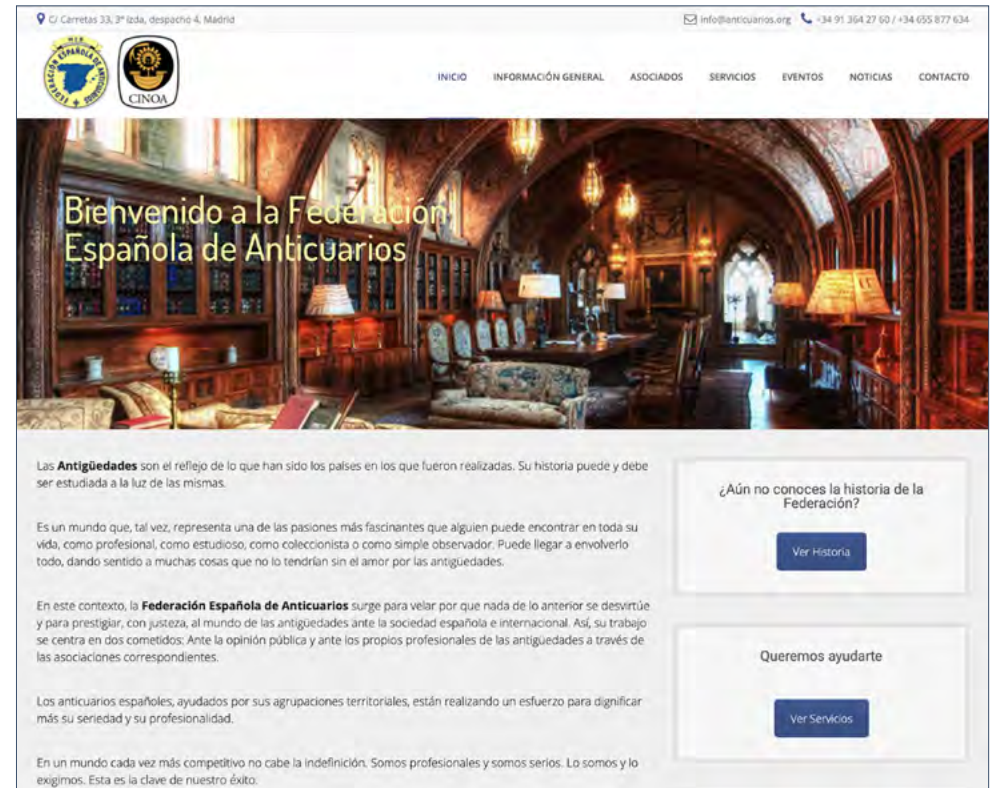 C/ Carretas 33, 3º izda, despacho 4, Madrid
info@anticuarios.org
+34 91 364 27 60 / +34 655 877 634
FEDERACIÓN ESPAÑOLA DE ANTICUARIOS
CINOA
INICIO INFORMACIÓN GENERAL ASOCIADOS SERVICIOS EVENTOS NOTICIAS CONTACTO
Bienvenido a la Federación
Española de Anticuarios
Las Antigüedades son el reflejo de lo que han sido los países en los que fueron realizadas. Su historia puede y debe
ser estudiada a la luz de las mismas.
Es un mundo que, tal vez, representa una de las pasiones más fascinantes que alguien puede encontrar en toda su
vida, como profesional, como estudioso, como coleccionista o como simple observador. Puede llegar a envolverlo
todo, dando sentido a muchas cosas que no lo tendrían sin el amor por las antigüedades.
En este contexto, la Federación Española de Anticuarios surge para velar por que nada de lo anterior se desvirtúe
y para prestigiar, con justeza, al mundo de las antigüedades ante la sociedad española e internacional. Así, su trabajo
se centra en dos cometidos: Ante la opinión pública y ante los propios profesionales de las antigüedades a través de
las asociaciones correspondientes.
Los anticuarios españoles, ayudados por sus agrupaciones territoriales, están realizando un esfuerzo para dignificar
más su seriedad y su profesionalidad.
En un mundo cada vez más competitivo no cabe la indefinición. Somos profesionales y somos serios. Lo somos y lo
exigimos. Esta es la clave de nuestro éxito.
¿Aún no conoces la historia de la
Federación?
Ver Historia
Queremos ayudarte
Ver Servicios